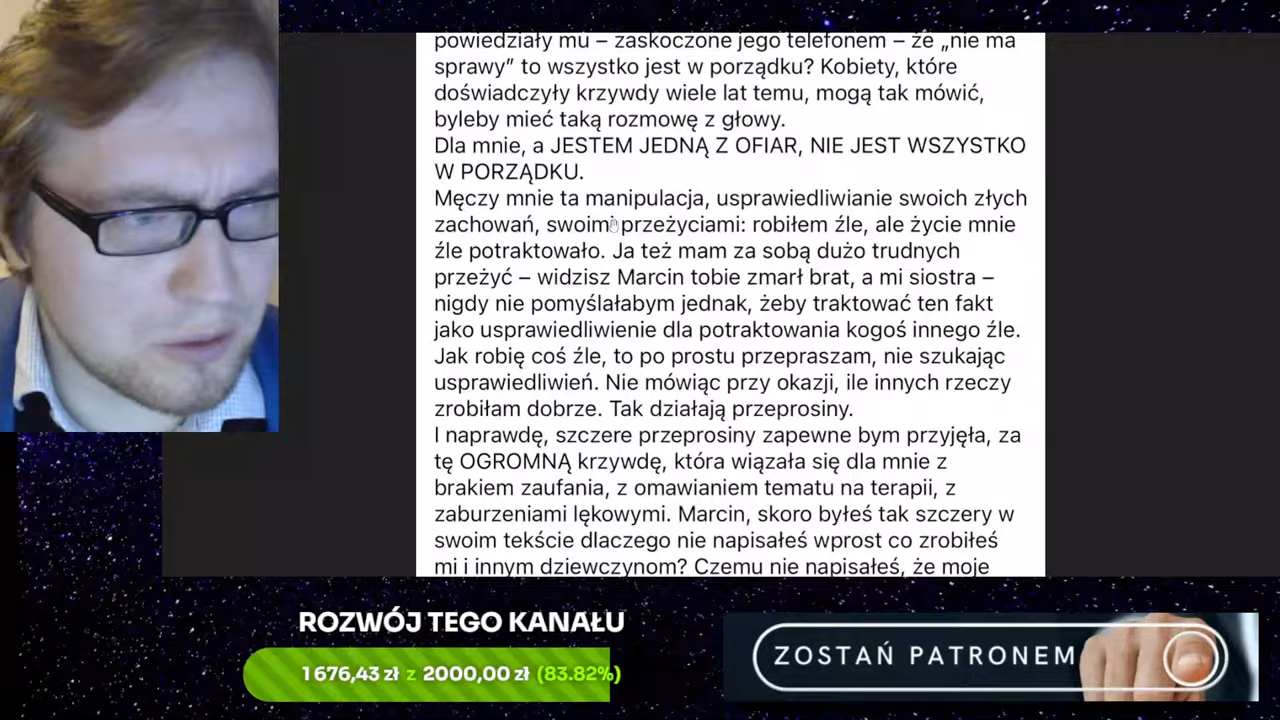 powiedziały mu – zaskoczone jego telefonem – że „nie ma
sprawy” to wszystko jest w porządku? Kobiety, które
doświadczyły krzywdy wiele lat temu, mogą tak mówić,
byleby mieć taką rozmowę z głowy.
Dla mnie, a JESTEM JEDNĄ Z OFIAR, NIE JEST WSZYSTKO
W PORZĄDKU.
Męczy mnie ta manipulacja, usprawiedliwianie swoich złych
zachowań, swoimi przeżyciami: robiłem źle, ale życie mnie
źle potraktowało. Ja też mam za sobą dużo trudnych
przeżyć – widzisz Marcin tobie zmarł brat, a mi siostra –
nigdy nie pomyślałabym jednak, żeby traktować ten fakt
jako usprawiedliwienie dla potraktowania kogoś innego źle.
Jak robię coś źle, to po prostu przepraszam, nie szukając
usprawiedliwień. Nie mówiąc przy okazji, ile innych rzeczy
zrobiłam dobrze. Tak działają przeprosiny.
I naprawdę, szczere przeprosiny zapewne bym przyjęła, za
tę OGROMNĄ krzywdę, która wiązała się dla mnie z
brakiem zaufania, z omawianiem tematu na terapii, z
zaburzeniami lękowymi. Marcin, skoro byłeś tak szczery w
swoim tekście dlaczego nie napisałeś wprost co zrobiłeś
mi i innym dziewczynom? Czemu nie napisałeś, że moje
ROZWÓJ TEGO KANAŁU
1 676,43 zł z 2000,00 zł (83.82%)
ZOSTAŃ PATRONEM